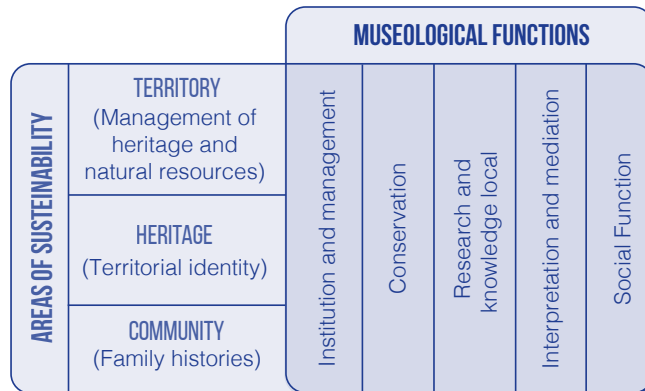 MUSEOLOGICAL FUNCTIONS
AREAS OF SUSTAINABILITY
TERRITORY
(Management of
heritage and
natural resources)
HERITAGE
(Territorial identity)
COMMUNITY
(Family histories)
Institution and management
Conservation
Research and
knowledge local
Interpretation and mediation
Social Function